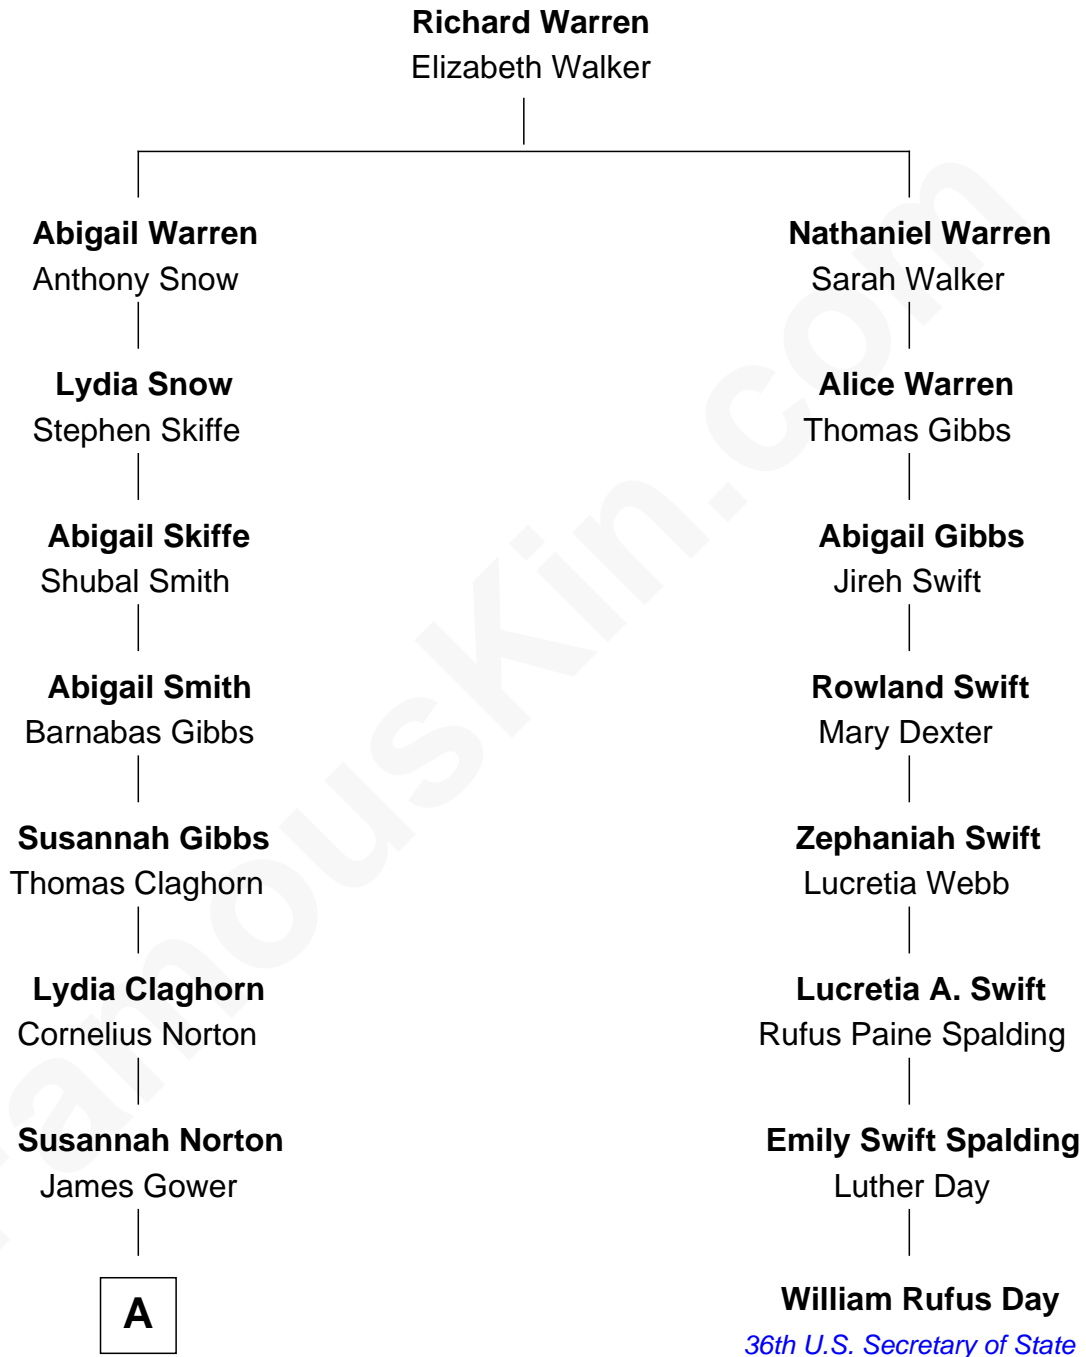 Richard Warren
Elizabeth Walker
Abigail Warren
Anthony Snow
Nathaniel Warren
Sarah Walker
Lydia Snow
Stephen Skiffe
Alice Warren
Thomas Gibbs
Abigail Skiffe
Shubal Smith
Abigail Gibbs
Jireh Swift
Abigail Smith
Barnabas Gibbs
Rowland Swift
Mary Dexter
Susannah Gibbs
Thomas Claghorn
Zephaniah Swift
Lucretia Webb
Lydia Claghorn
Cornelius Norton
Lucretia A. Swift
Rufus Paine Spalding
Susannah Norton
James Gower
Emily Swift Spalding
Luther Day
A
William Rufus Day
36th U.S. Secretary of State
FamousKin.com